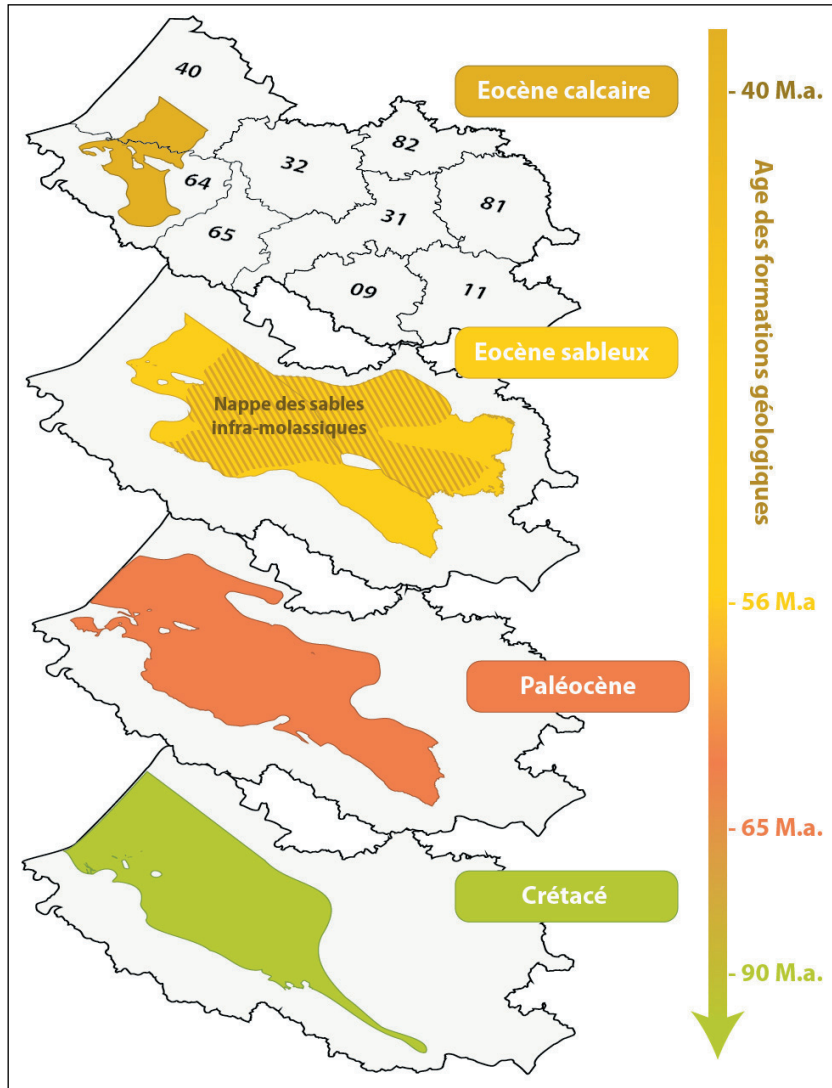 40
Eocène calcaire
- 40 M.a.
82
32
64
31
81
65
09
11
Eocène sableux
Nappe des sables
infra-molassiques
Age des formations géologiques
- 56 M.a
Paléocène
- 65 M.a.
Crétacé
- 90 M.a.